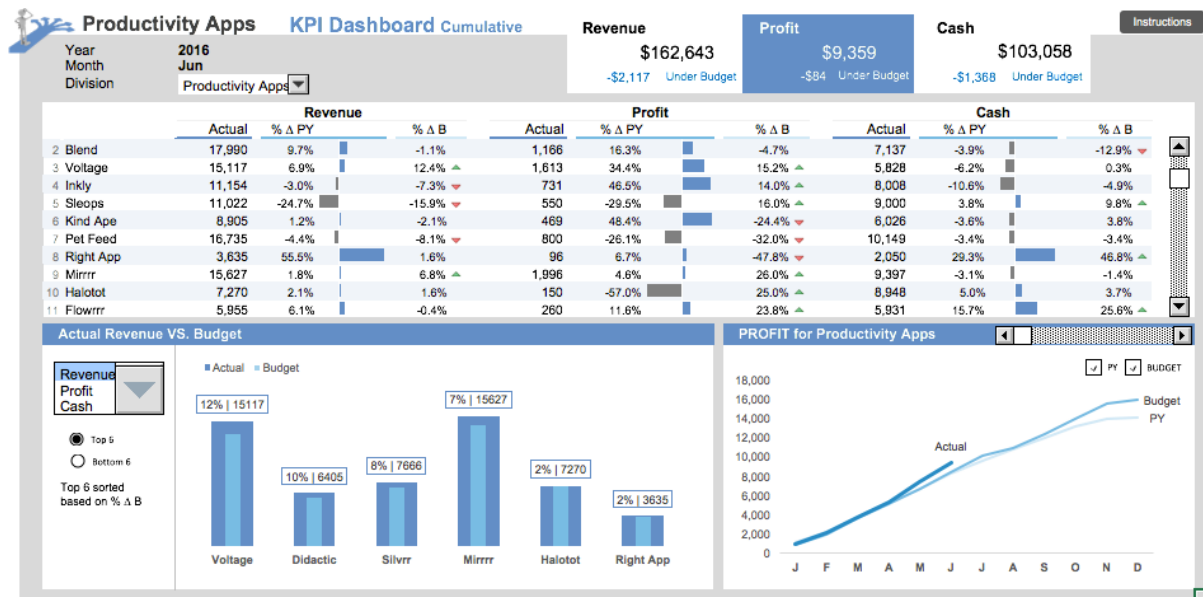 Productivity Apps KPI Dashboard Cumulative
Instructions
Year 2016
Month Jun
Division Productivity Apps
Revenue Profit Cash
$162,643 $9,359 $103,058
-$2,117 Under Budget -$84 Under Budget -$1,368 Under Budget
Revenue Profit Cash
Actual % Δ PY % Δ B Actual % Δ PY % Δ B Actual % Δ PY % Δ B
2 Blend 17,990 9.7% -1.1% 1,166 16.3% -4.7% 7,137 -3.9% -12.9%
3 Voltage 15,117 6.9% 12.4% 1,613 34.4% 15.2% 5,828 -6.2% 0.3%
4 Inkly 11,154 -3.0% -7.3% 731 46.5% 14.0% 8,008 -10.6% -4.9%
5 Sleops 11,022 -24.7% -15.9% 550 -29.5% 16.0% 9,000 3.8% 9.8%
6 Kind Ape 8,905 1.2% -2.1% 469 48.4% -24.4% 6,026 -3.6% 3.8%
7 Pet Feed 16,735 -4.4% -8.1% 800 -26.1% -32.0% 10,149 -3.4% -3.4%
8 Right App 3,635 55.5% 1.6% 96 6.7% -47.8% 2,050 29.3% 46.8%
9 Mirrrr 15,627 1.8% 6.8% 1,996 4.6% 26.0% 9,397 -3.1% -1.4%
10 Halotot 7,270 2.1% 1.6% 150 -57.0% 25.0% 8,948 5.0% 3.7%
11 Flowrrr 5,955 6.1% -0.4% 260 11.6% 23.8% 5,931 15.7% 25.6%
Actual Revenue VS. Budget
Revenue
Profit
Cash
Top 6
Bottom 6
Top 6 sorted
based on % Δ B
Actual Budget
12% | 15117
10% | 6405
8% | 7666
7% | 15627
2% | 7270
2% | 3635
Voltage Didactic Silvrr Mirrrr Halotot Right App
PROFIT for Productivity Apps
PY BUDGET
18,000
16,000
14,000
12,000
10,000
8,000
6,000
4,000
2,000
0
Budget
PY
Actual
J F M A M J J A S O N D